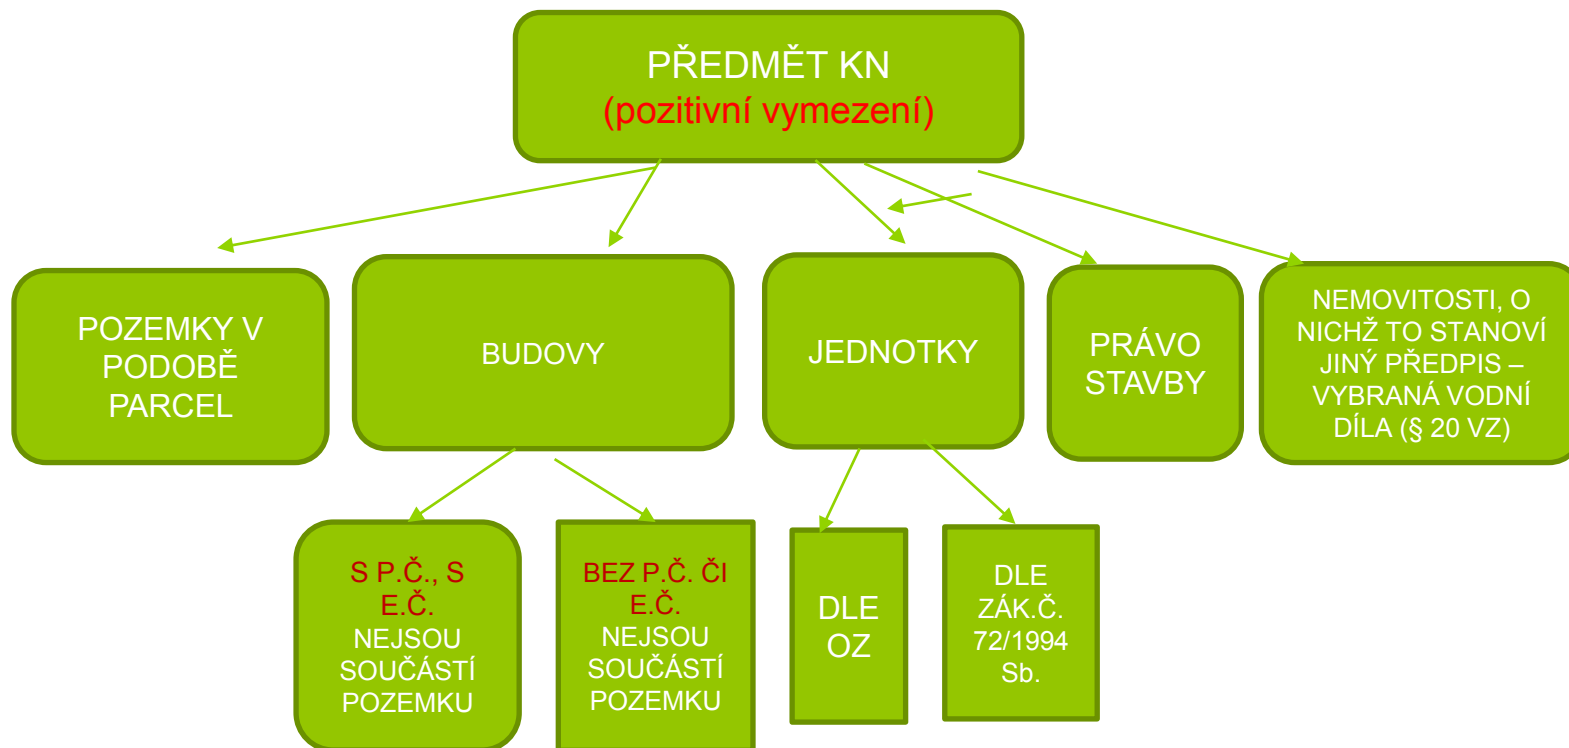 PŘEDMĚT KN
(pozitivní vymezení)
POZEMKY V
PODOBĚ
PARCEL
BUDOVY
JEDNOTKY
PRÁVO
STAVBY
NEMOVITOSTI, O
NICHŽ TO STANOVÍ
JINÝ PŘEDPIS –
VYBRANÁ VODNÍ
DÍLA (§ 20 VZ)
S P.Č., S
E.Č.
NEJSOU
SOUČÁSTÍ
POZEMKU
BEZ P.Č. ČI
E.Č.
NEJSOU
SOUČÁSTÍ
POZEMKU
DLE
OZ
DLE
ZÁK.Č.
72/1994
Sb.